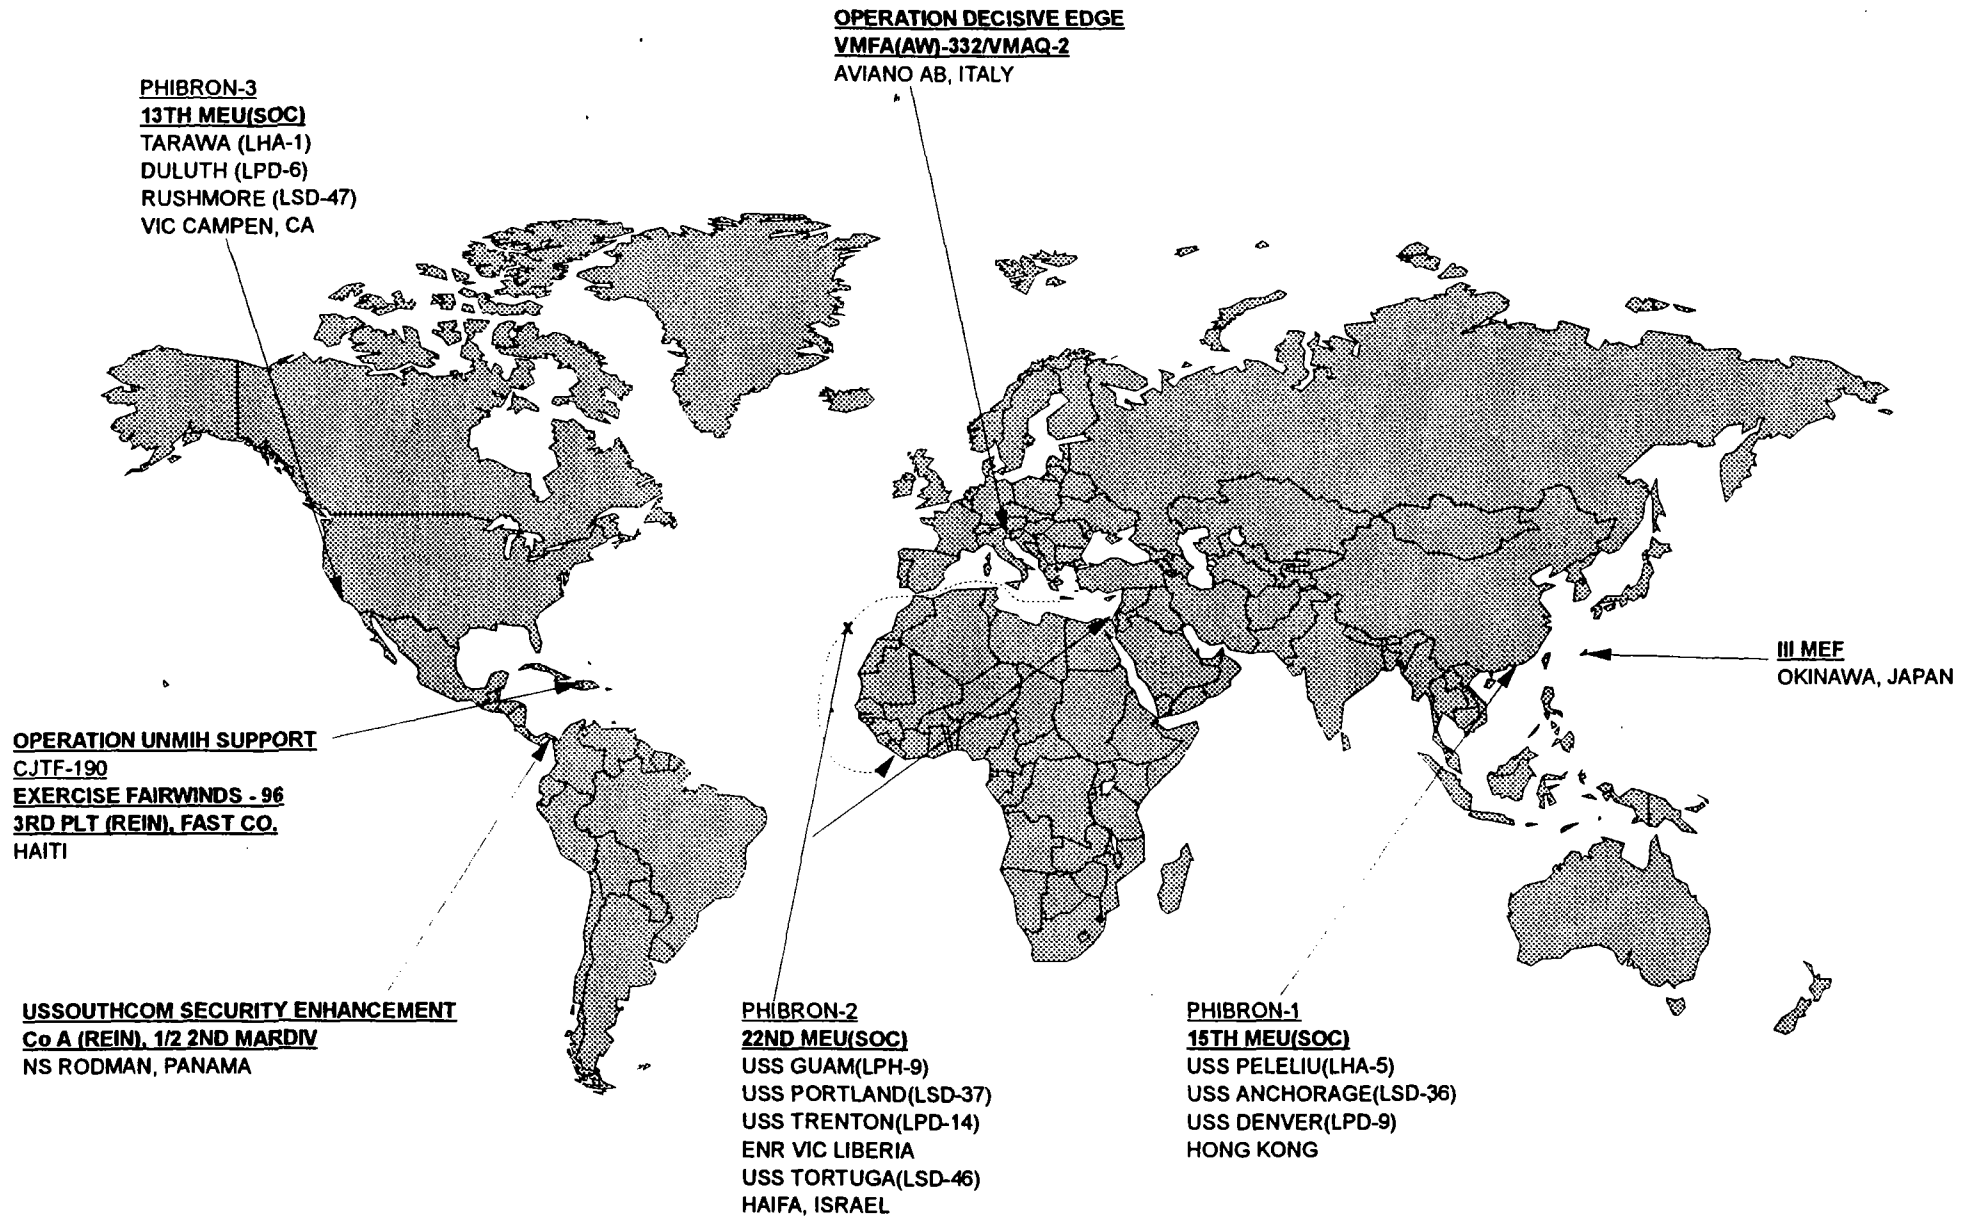 OPERATION DECISIVE EDGE
VMFA(AW)-332/VMAQ-2
AVIANO AB, ITALY
PHIBRON-3
13TH MEU(SOC)
TARAWA (LHA-1)
DULUTH (LPD-6)
RUSHMORE (LSD-47)
VIC CAMPEN, CA
X
III MEF
OKINAWA, JAPAN
OPERATION UNMIH SUPPORT
CJTF-190
EXERCISE FAIRWINDS - 96
3RD PLT (REIN), FAST CO.
HAITI
USSOUTHCOM SECURITY ENHANCEMENT
Co A (REIN), 1/2 2ND MARDIV
NS RODMAN, PANAMA
PHIBRON-2
22ND MEU(SOC)
USS GUAM(LPH-9)
USS PORTLAND(LSD-37)
USS TRENTON(LPD-14)
ENR VIC LIBERIA
USS TORTUGA(LSD-46)
HAIFA, ISRAEL
PHIBRON-1
15TH MEU(SOC)
USS PELELIU(LHA-5)
USS ANCHORAGE(LSD-36)
USS DENVER(LPD-9)
HONG KONG